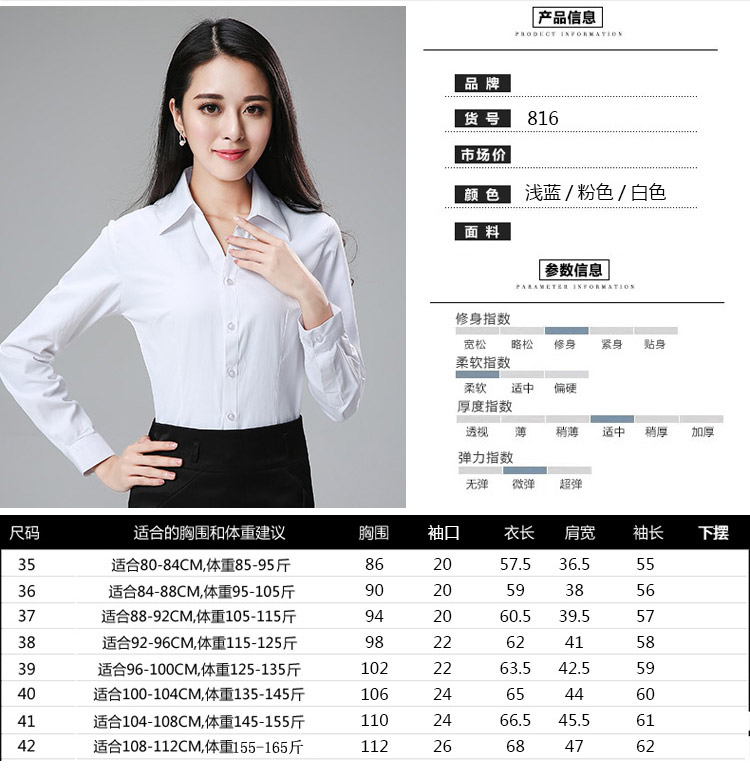 产品信息
PRODUCT INFORMATION
品牌
货号 816
市场价
颜色 浅蓝/粉色/白色
面料
参数信息
PARAMETER INFORMATION
修身指数
宽松 略松 修身 紧身 贴身
柔软指数
柔软 适中 偏硬
厚度指数
透视 薄 稍薄 适中 稍厚 加厚
弹力指数
无弹 微弹 超弹
尺码 适合的胸围和体重建议 胸围 袖口 衣长 肩宽 袖长 下摆
35 适合80-84CM,体重85-95斤 86 20 57.5 36.5 55
36 适合84-88CM,体重95-105斤 90 20 59 38 56
37 适合88-92CM,体重105-115斤 94 20 60.5 39.5 57
38 适合92-96CM,体重115-125斤 98 22 62 41 58
39 适合96-100CM,体重125-135斤 102 22 63.5 42.5 59
40 适合100-104CM,体重135-145斤 106 24 65 44 60
41 适合104-108CM,体重145-155斤 110 24 66.5 45.5 61
42 适合108-112CM,体重155-165斤 112 26 68 47 62